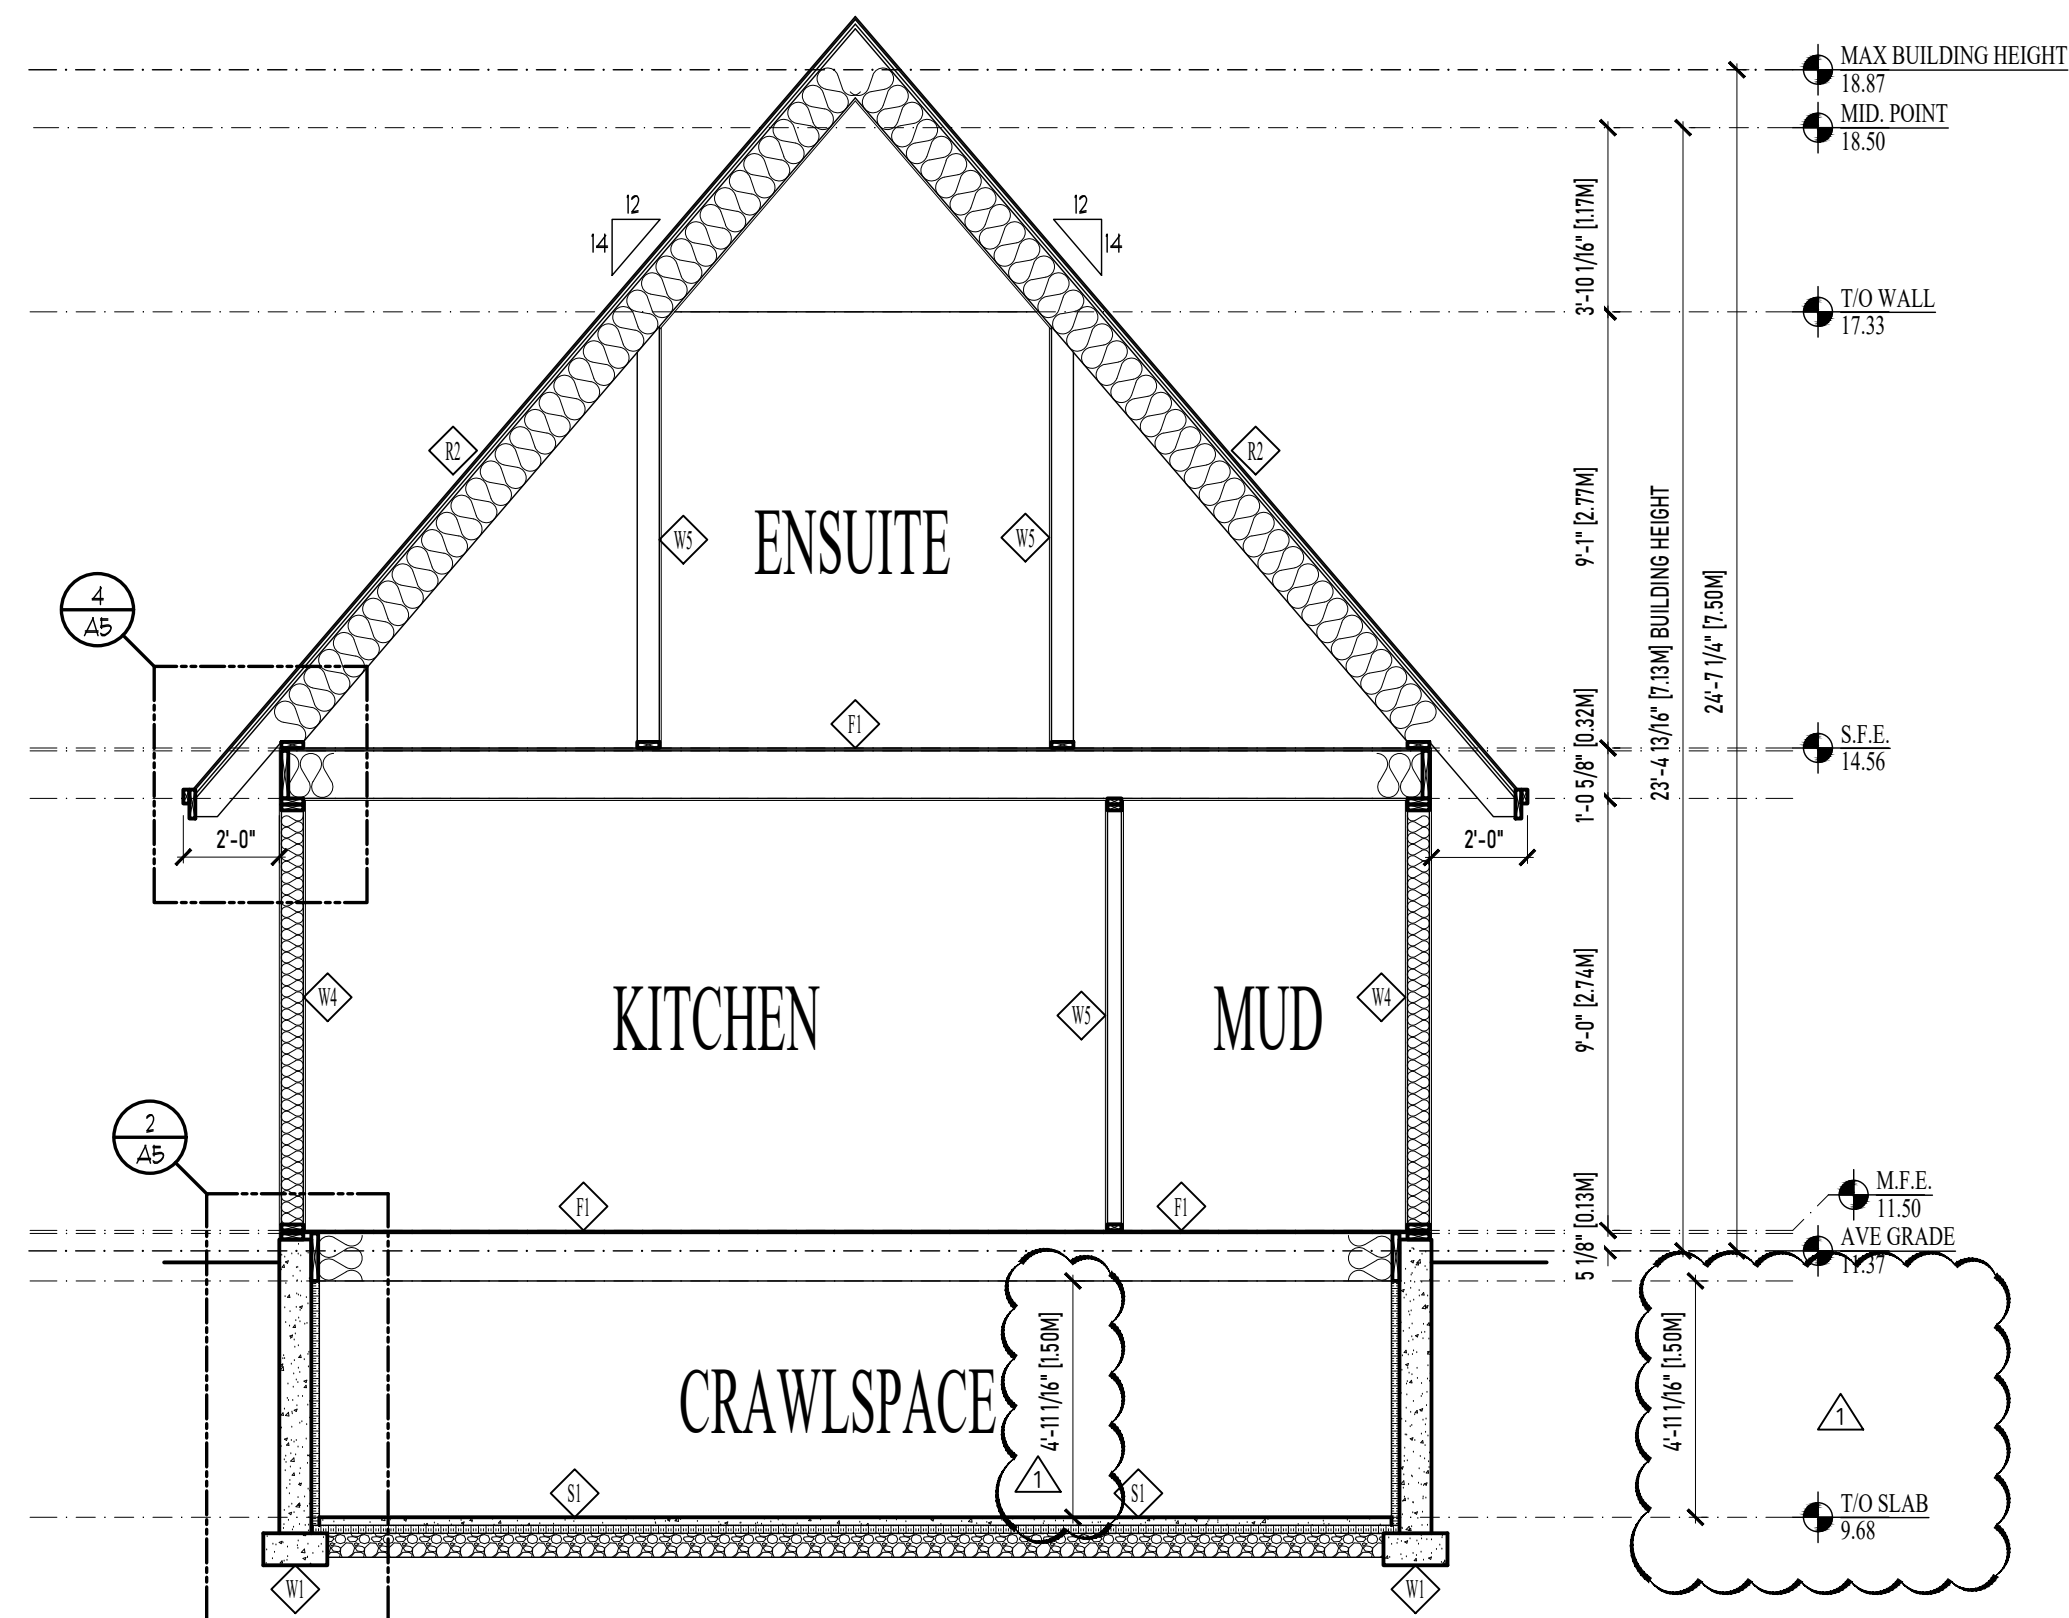 MAX BUILDING HEIGHT
18.87
MID. POINT
18.50
12
14
12
14
3'-10 1/16" [1.17M]
T/O WALL
17.33
R2
R2
9'-1" [2.77M]
23'-4 13/16" [7.13M] BUILDING HEIGHT
24'-7 1/4" [7.50M]
W5
ENSUITE
W5
4
A5
F1
1'-0 5/8" [0.32M]
S.F.E.
14.56
2'-0"
2'-0"
W4
KITCHEN
W5
MUD
W4
9'-0" [2.74M]
2
A5
F1
F1
5 1/8" [0.13M]
M.F.E.
11.50
AVE GRADE
11.37
CRAWLSPACE
4'-11 1/16" [1.50M]
1
4'-11 1/16" [1.50M]
1
S1
S1
T/O SLAB
9.68
W1
W1